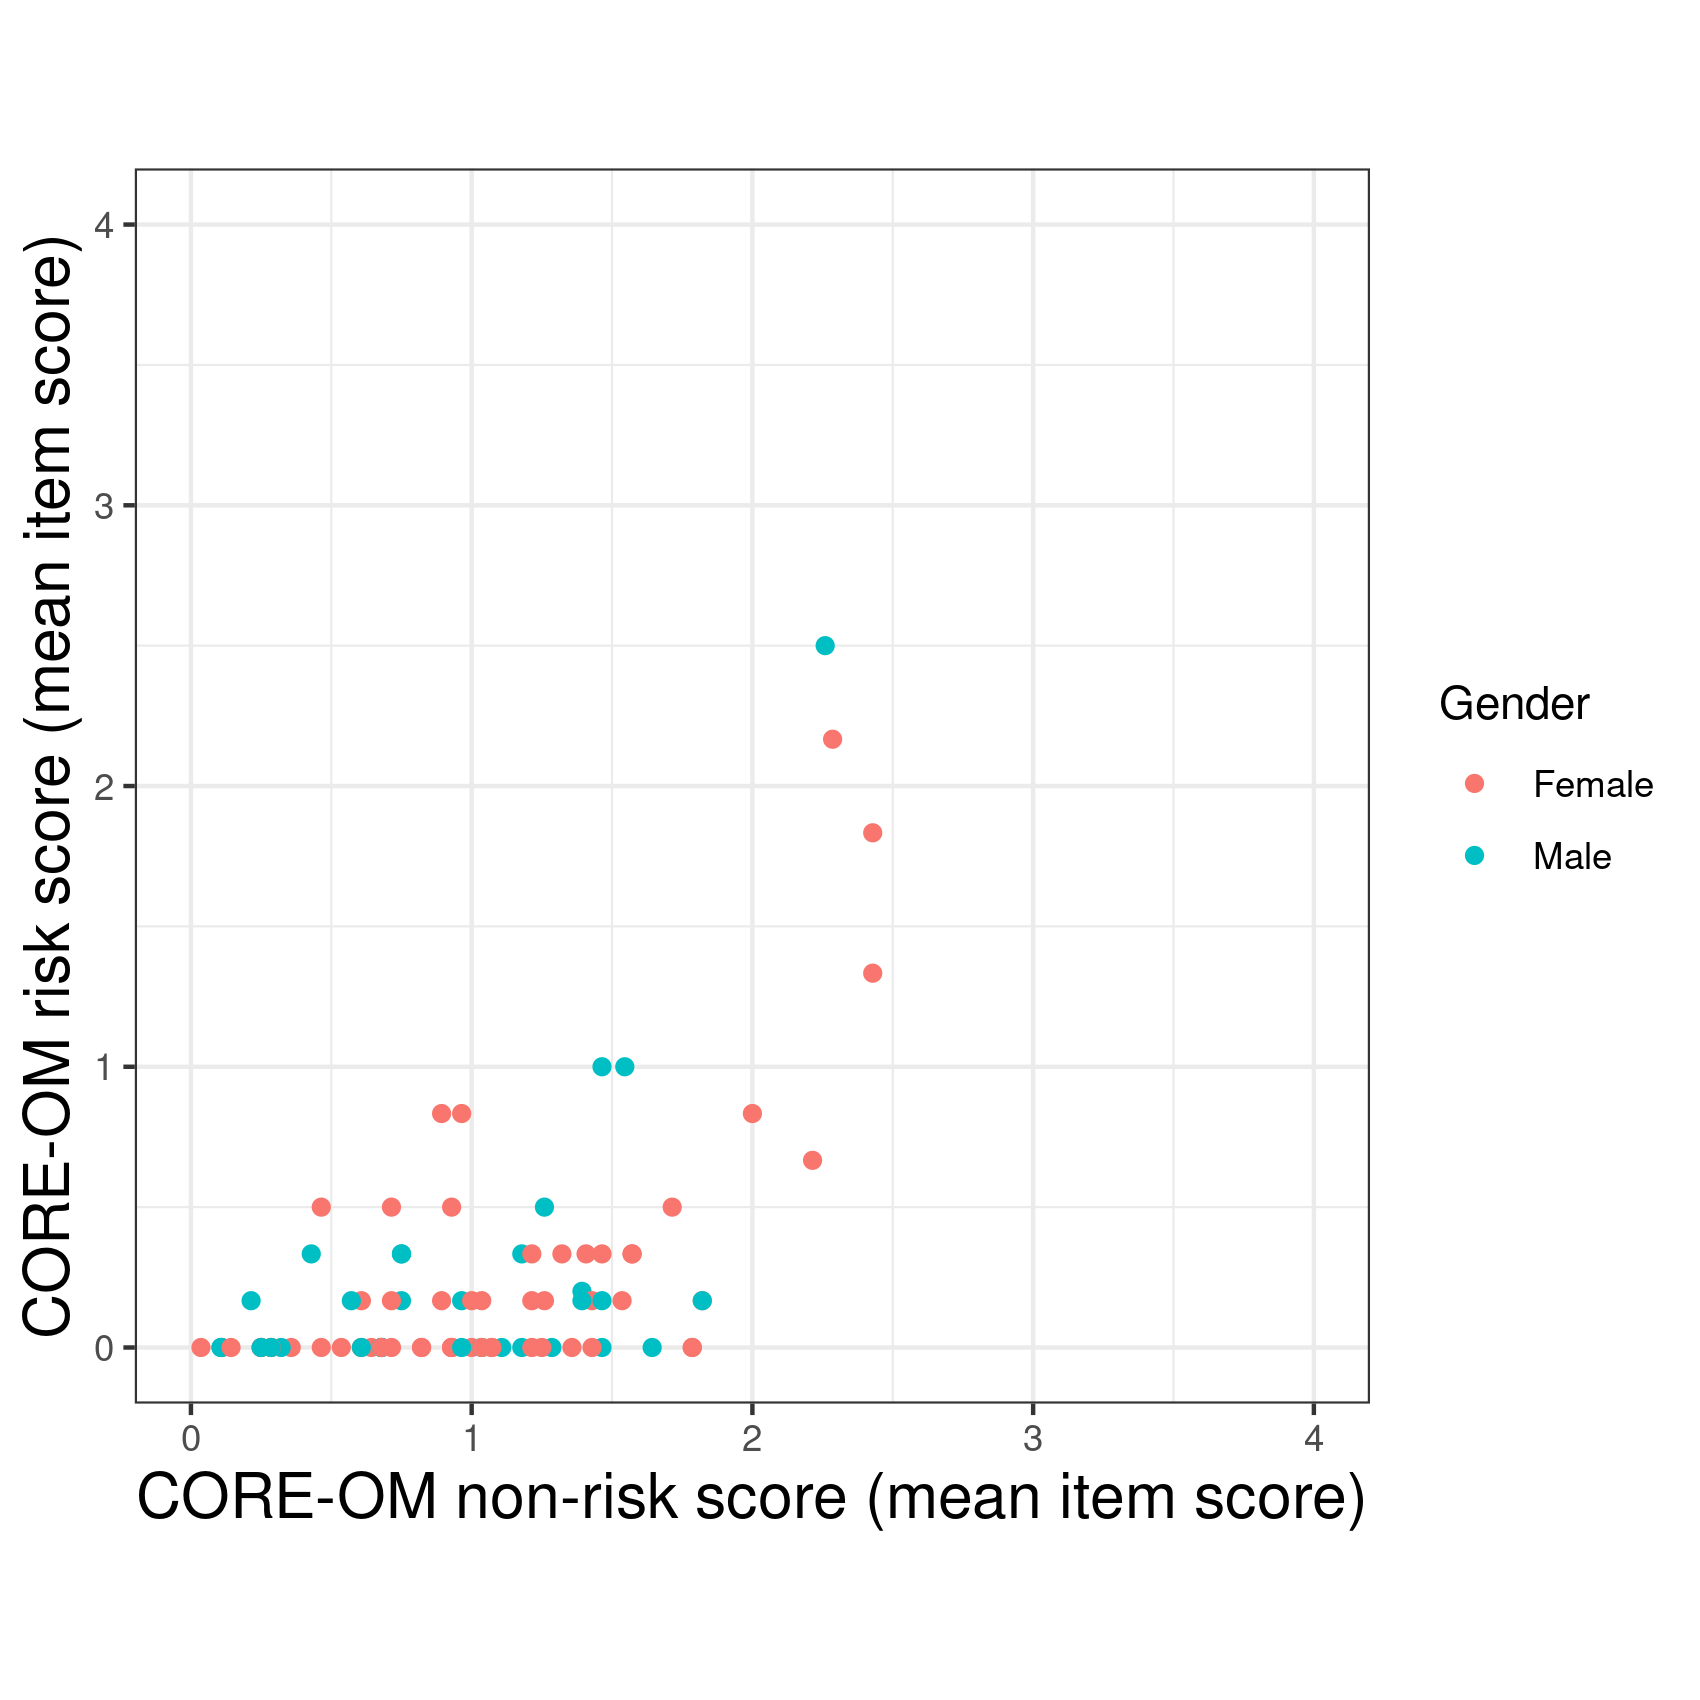 CORE-OM risk score (mean item score)
4
3
2
1
0
0 1 2 3 4
CORE-OM non-risk score (mean item score)
Gender
Female
Male